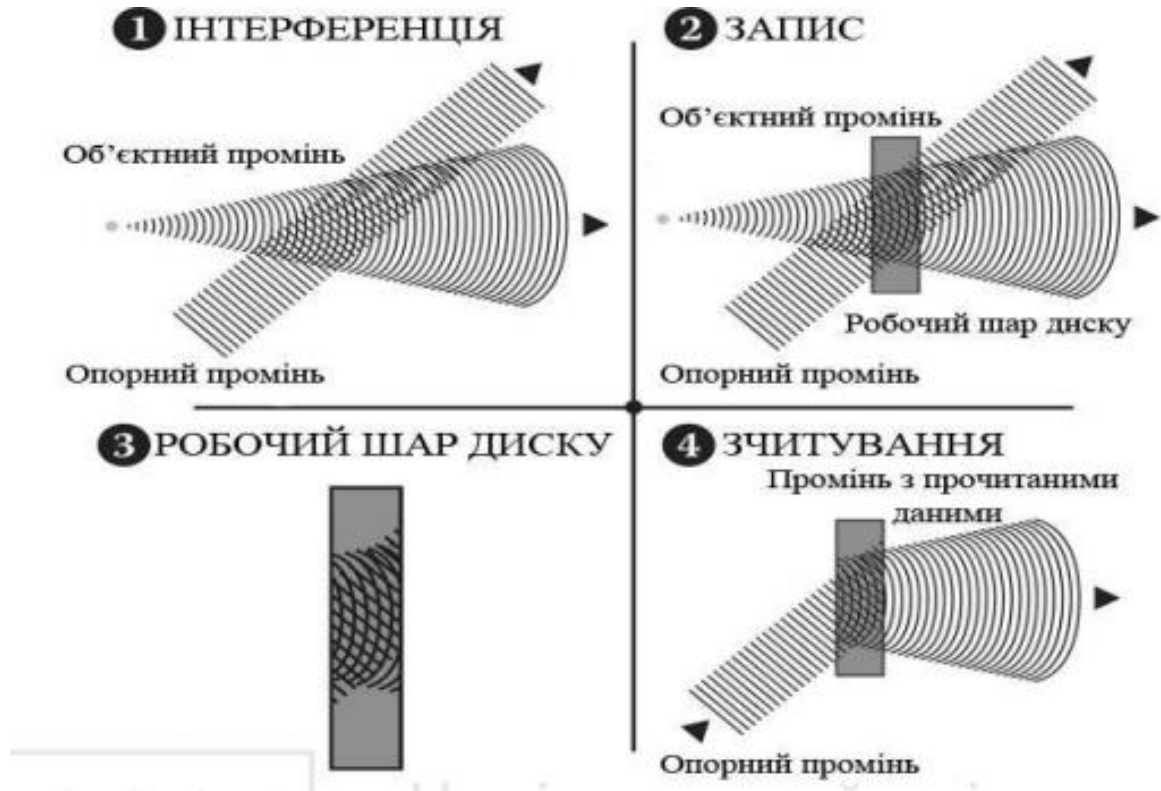 1 ІНТЕРФЕРЕНЦІЯ
Об’єктний промінь
Опорний промінь
2 ЗАПИС
Об’єктний промінь
Робочий шар диску
Опорний промінь
3 РОБОЧИЙ ШАР ДИСКУ
4 ЗЧИТУВАННЯ
Промінь з прочитаними
даними
Опорний промінь